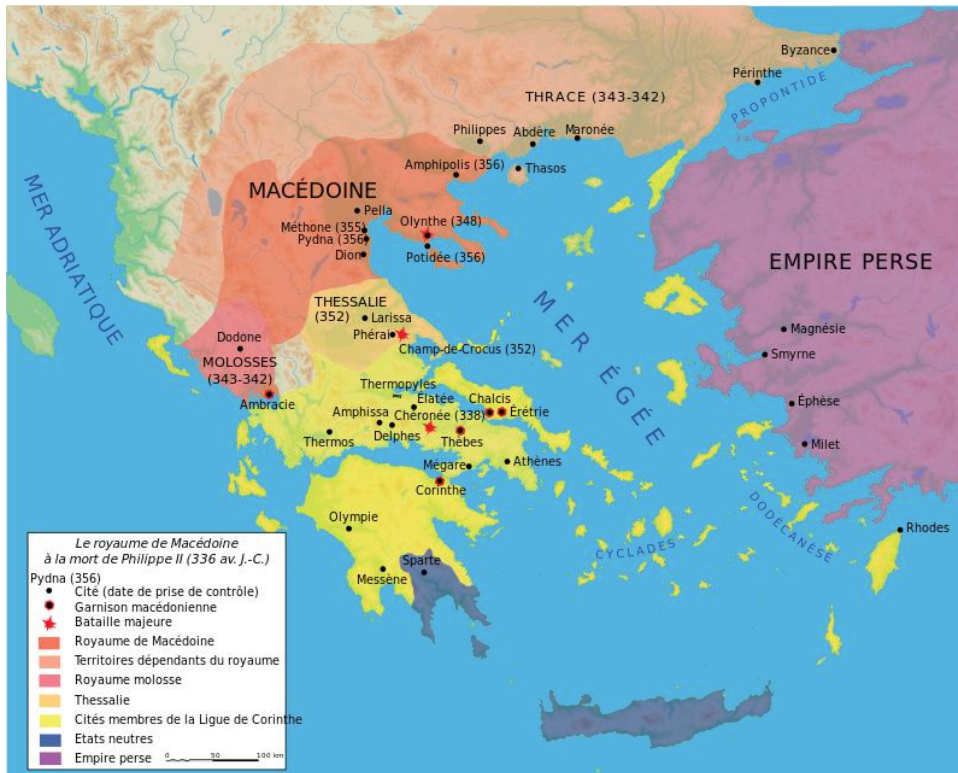 Byzance
Périnthe
PROPONTIDE
THRACE (343-342)
Philippes
Abdère
Maronée
Amphipolis (356)
Thasos
MACÉDOINE
Pella
Olynthe (348)
Méthone (355)
Pydna (356)
Potidée (356)
Dion
MER ADRIATIQUE
EMPIRE PERSE
MER ÉGÉE
THESSALIE
(352)
Larissa
Phérai
Champ-de-Crocus (352)
Magnésie
Smyrne
Dodone
MOLOSSES
(343-342)
Ambracie
Thermopyles
Élatée
Chalcis
Érétrie
Éphèse
Amphissa
Chéronée (338)
Delphes
Thermos
Thèbes
Milet
Mégare
Athènes
Corinthe
Olympie
DODÉCANÈSE
Rhodes
CYCLADES
Sparte
Messène
Le royaume de Macédoine
à la mort de Philippe II (336 av. J.-C.)
Pydna (356)
Cité (date de prise de contrôle)
Garnison macédonienne
Bataille majeure
Royaume de Macédoine
Territoires dépendants du royaume
Royaume molosse
Thessalie
Cités membres de la Ligue de Corinthe
Etats neutres
Empire perse
0 50 100 km